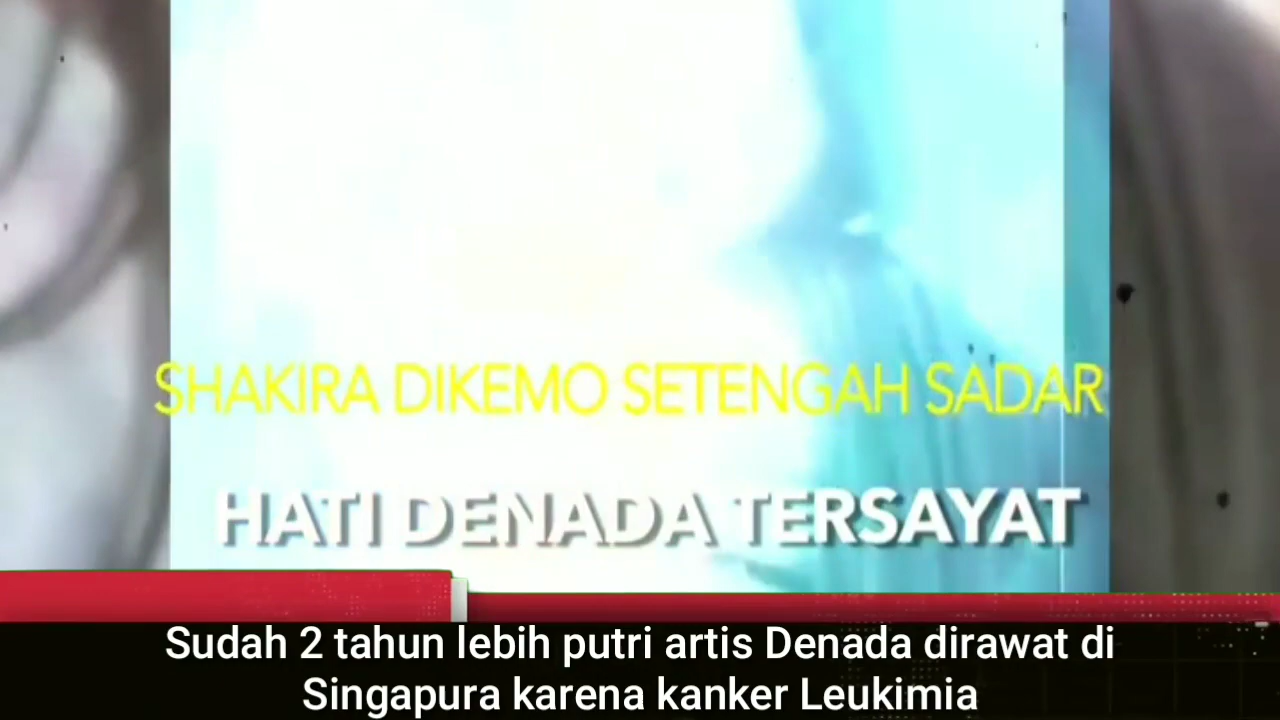 SHAKIRA DIKEMO SETENGAH SADAR
HATI DENADA TERSAYAT
Sudah 2 tahun lebih putri artis Denada dirawat di
Singapura karena kanker Leukimia